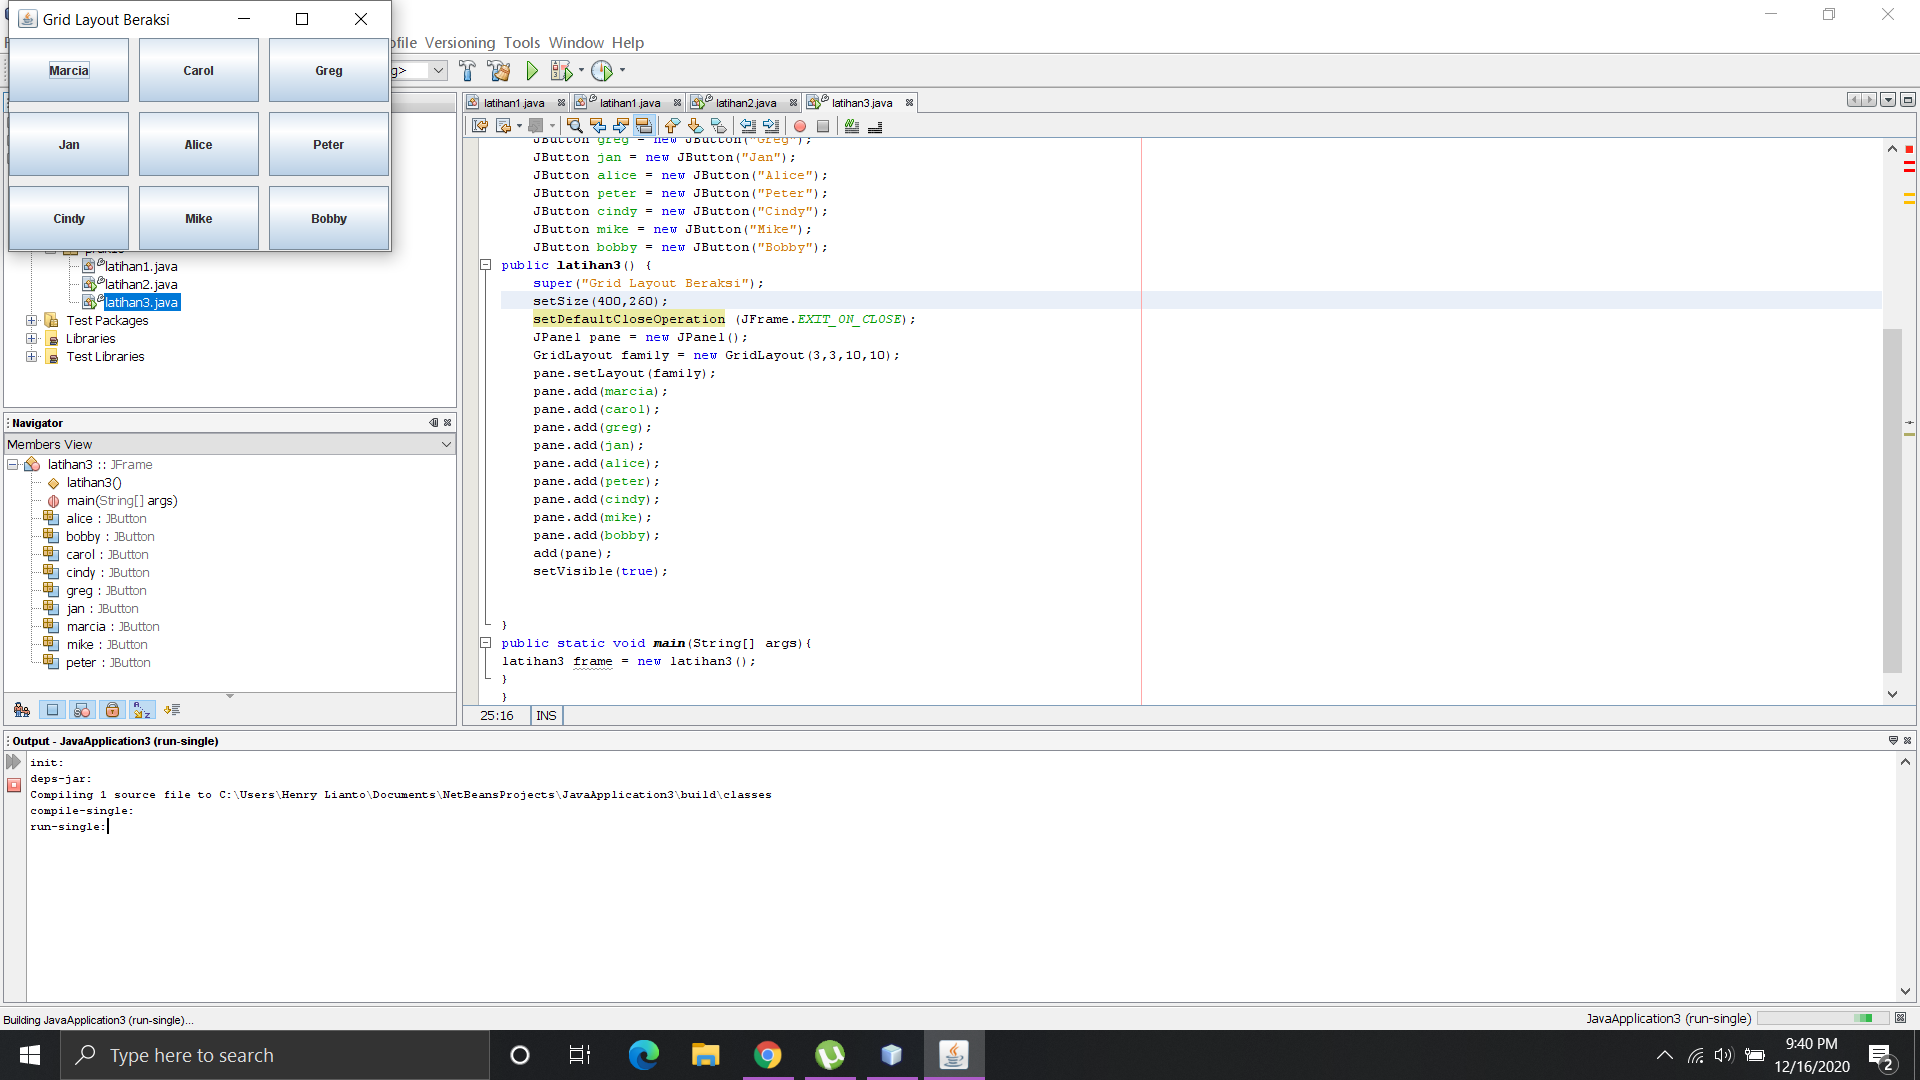 Grid Layout Beraksi
Marcia Carol Greg
Jan Alice Peter
Cindy Mike Bobby
ofile Versioning Tools Window Help
g>
latihan1.java latihan1.java latihan2.java latihan3.java
latihan1.java
latihan2.java
latihan3.java
Test Packages
Libraries
Test Libraries
Navigator
Members View
latihan3 :: JFrame
latihan3()
main(String[] args)
alice : JButton
bobby : JButton
carol : JButton
cindy : JButton
greg : JButton
jan : JButton
marcia : JButton
mike : JButton
peter : JButton
JButton greg = new JButton("Greg");
JButton jan = new JButton("Jan");
JButton alice = new JButton("Alice");
JButton peter = new JButton("Peter");
JButton cindy = new JButton("Cindy");
JButton mike = new JButton("Mike");
JButton bobby = new JButton("Bobby");
public latihan3() {
super("Grid Layout Beraksi");
setSize(400,260);
setDefaultCloseOperation (JFrame.EXIT_ON_CLOSE);
JPanel pane = new JPanel();
GridLayout family = new GridLayout(3,3,10,10);
pane.setLayout(family);
pane.add(marcia);
pane.add(carol);
pane.add(greg);
pane.add(jan);
pane.add(alice);
pane.add(peter);
pane.add(cindy);
pane.add(mike);
pane.add(bobby);
add(pane);
setVisible(true);
}
public static void main(String[] args){
latihan3 frame = new latihan3();
}
}
25:16 INS
Output - JavaApplication3 (run-single)
init:
deps-jar:
Compiling 1 source file to C:\Users\Henry Lianto\Documents\NetBeansProjects\JavaApplication3\build\classes
compile-single:
run-single:
Building JavaApplication3 (run-single)...
JavaApplication3 (run-single)
Type here to search
9:40 PM
12/16/2020
2